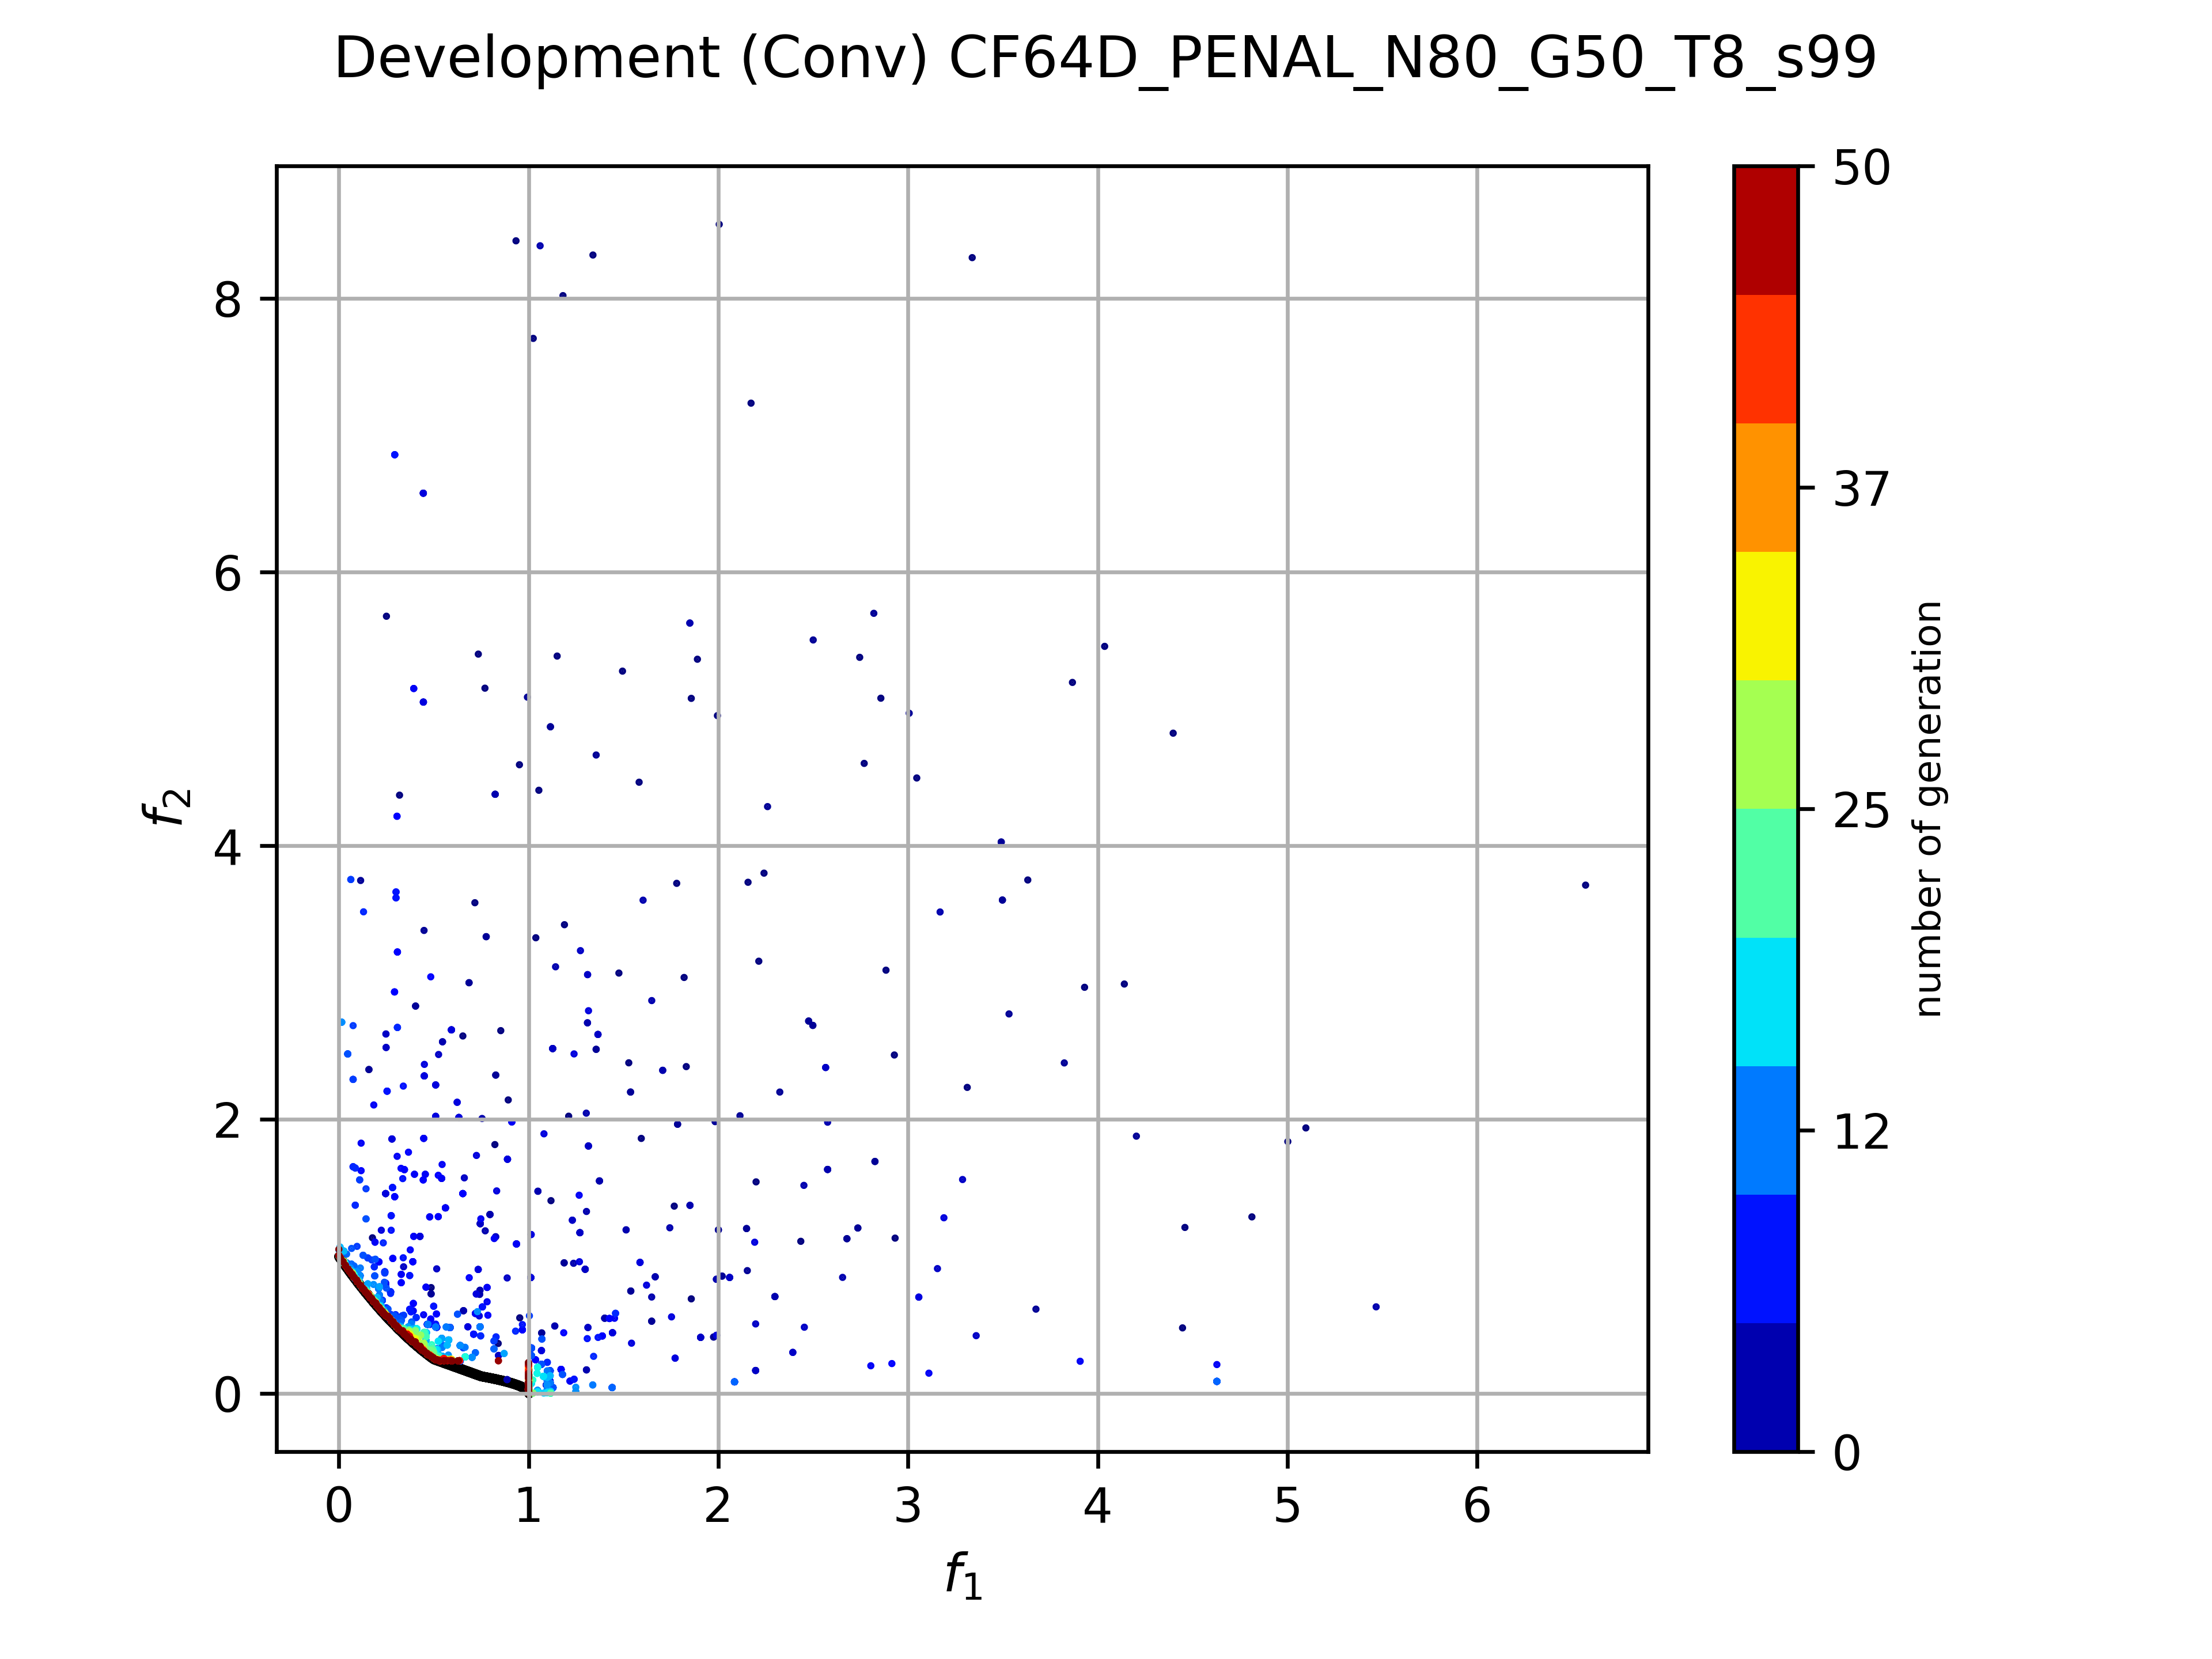 Development (Conv) CF64D_PENAL_N80_G50_T8_s99
8
6
4
2
0
f2
0 1 2 3 4 5 6
f1
50
37
25
12
0
number of generation